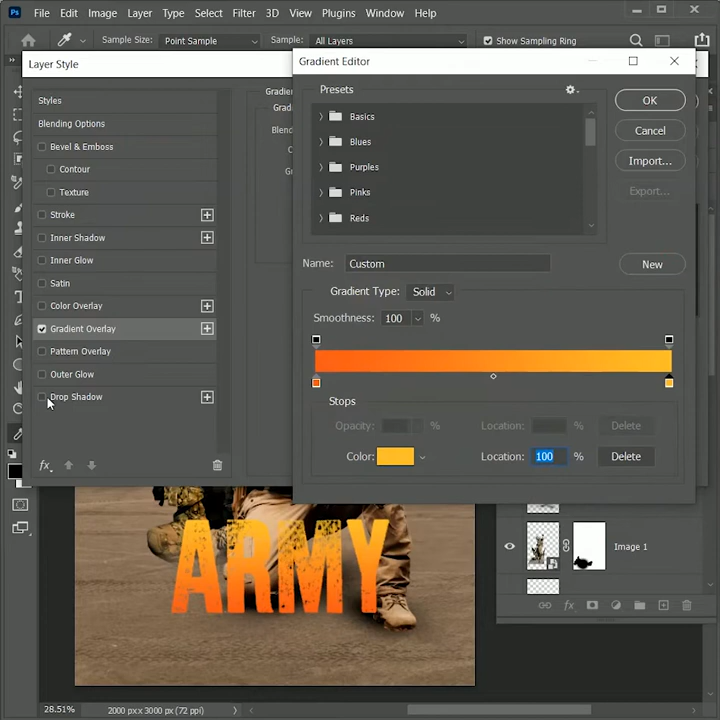 Ps File Edit Image Layer Type Select Filter 3D View Plugins Window Help
Sample Size: Point Sample Sample: All Layers Show Sampling Ring
Layer Style
Styles
Blending Options
Bevel & Emboss
Contour
Texture
Stroke
Inner Shadow
Inner Glow
Satin
Color Overlay
Gradient Overlay
Pattern Overlay
Outer Glow
Drop Shadow
fx
Gradient Editor
Presets
Basics
Blues
Purples
Pinks
Reds
OK
Cancel
Import...
Export...
Name: Custom New
Gradient Type: Solid
Smoothness: 100 %
Stops
Opacity: % Location: % Delete
Color: Location: 100 % Delete
ARMY
Image 1
fx
28.51% 2000 px x 3000 px (72 ppi)